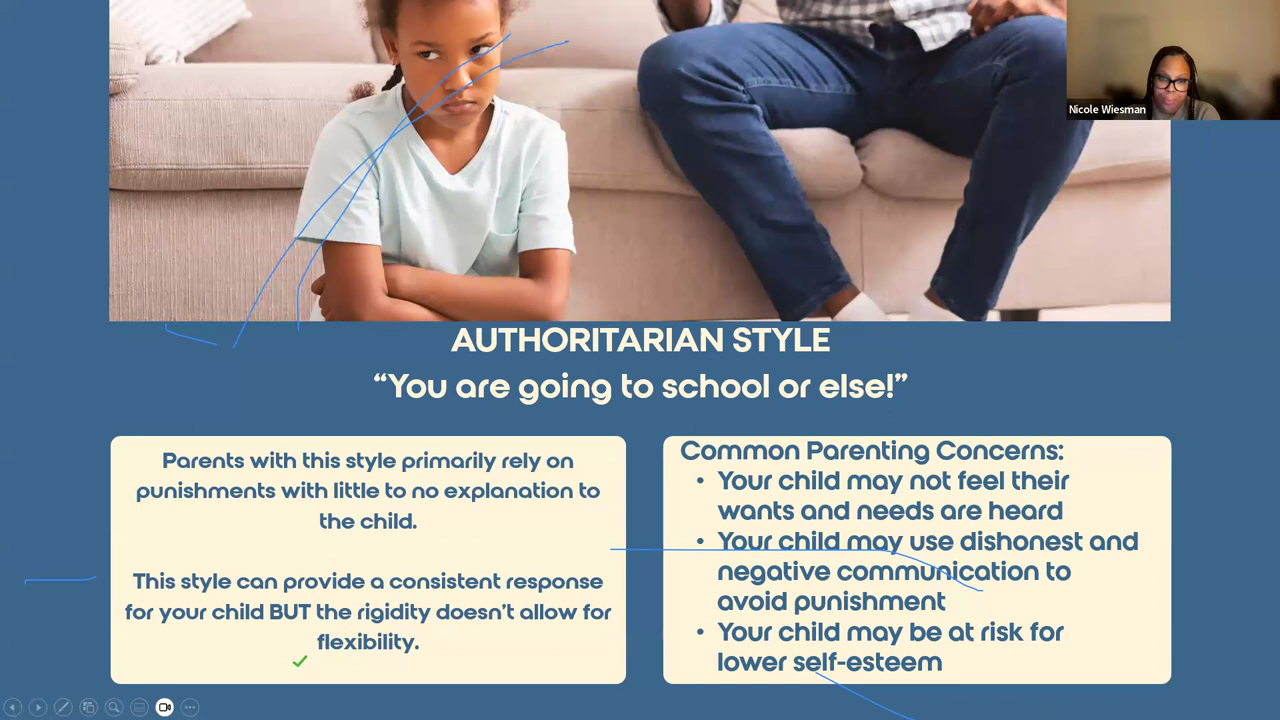 Nicole Wiesman
AUTHORITARIAN STYLE
“You are going to school or else!”
Parents with this style primarily rely on
punishments with little to no explanation to
the child.
This style can provide a consistent response
for your child BUT the rigidity doesn’t allow for
flexibility.
Common Parenting Concerns:
• Your child may not feel their
wants and needs are heard
• Your child may use dishonest and
negative communication to
avoid punishment
• Your child may be at risk for
lower self-esteem